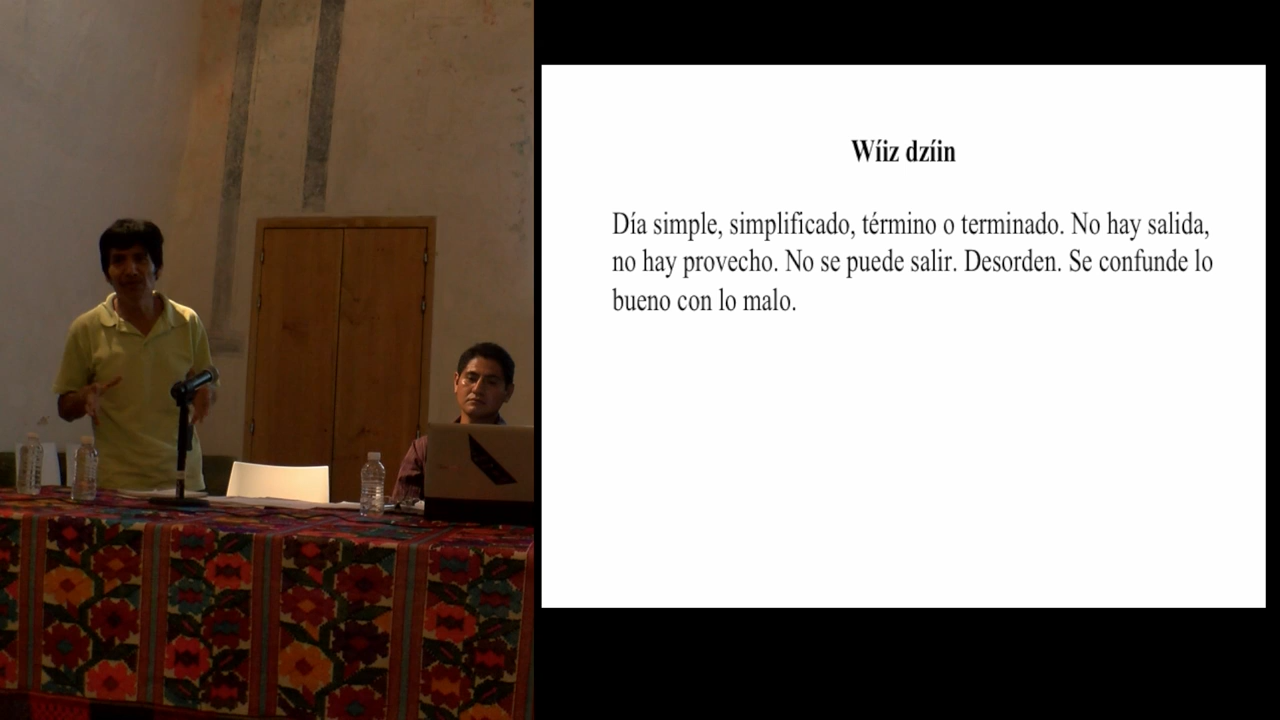 Wíiz dzíin
Día simple, simplificado, término o terminado. No hay salida,
no hay provecho. No se puede salir. Desorden. Se confunde lo
bueno con lo malo.